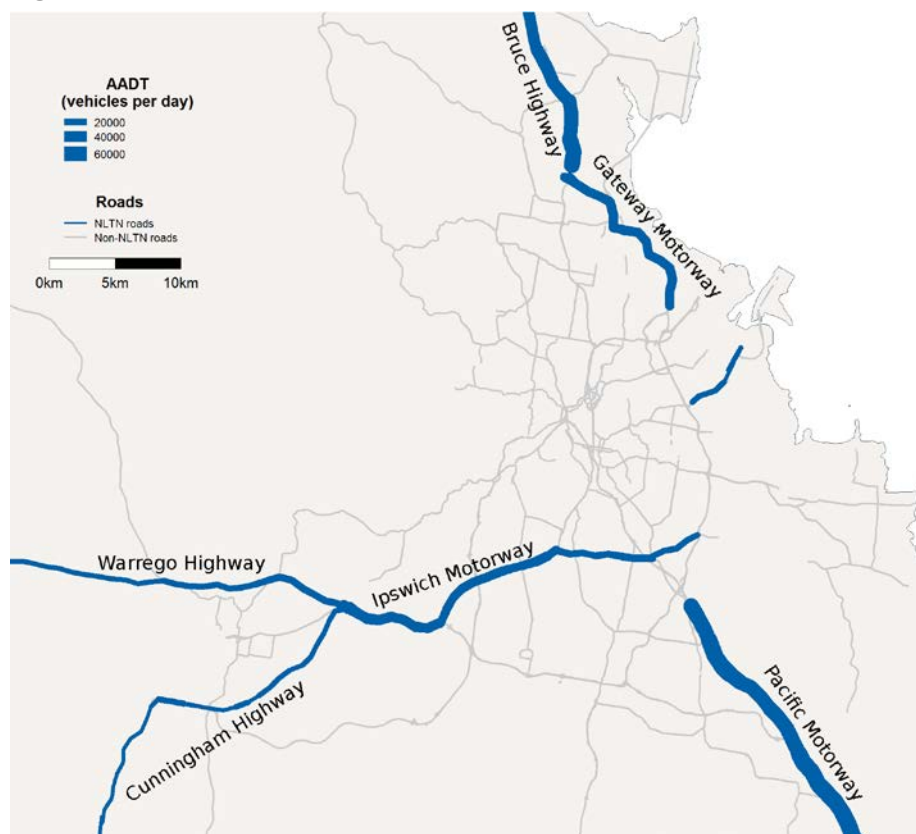 AADT
(vehicles per day)
20000
40000
60000
Roads
NLTN roads
Non-NLTN roads
0km 5km 10km
Bruce Highway
Gateway Motorway
Warrego Highway
Ipswich Motorway
Cunningham Highway
Pacific Motorway